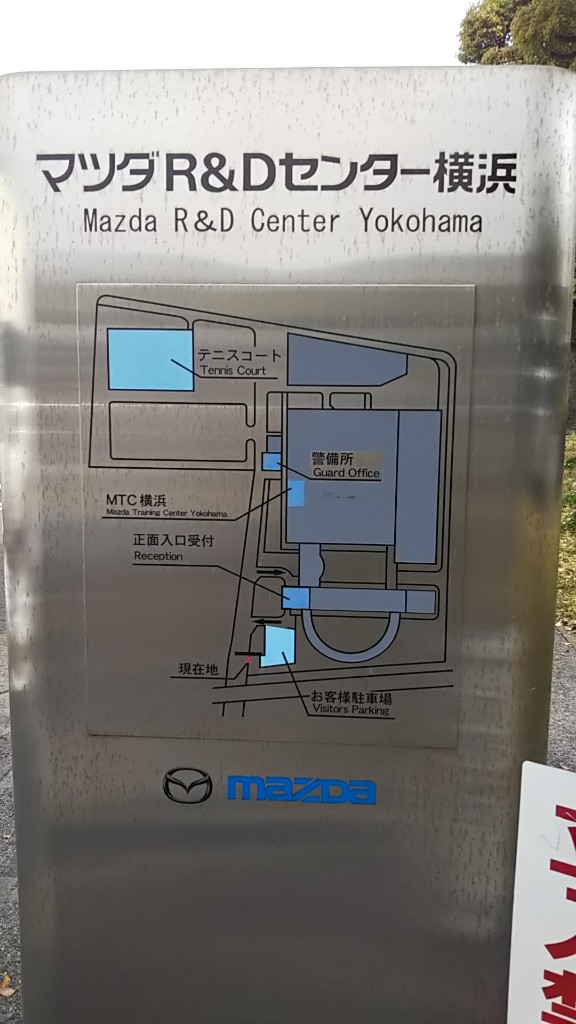 マツダR&Dセンター横浜
Mazda R&D Center Yokohama
テニスコート
Tennis Court
警備所
Guard Office
MTC横浜
Mazda Training Center Yokohama
正面入口受付
Reception
現在地
お客様駐車場
Visitors Parking
mazda